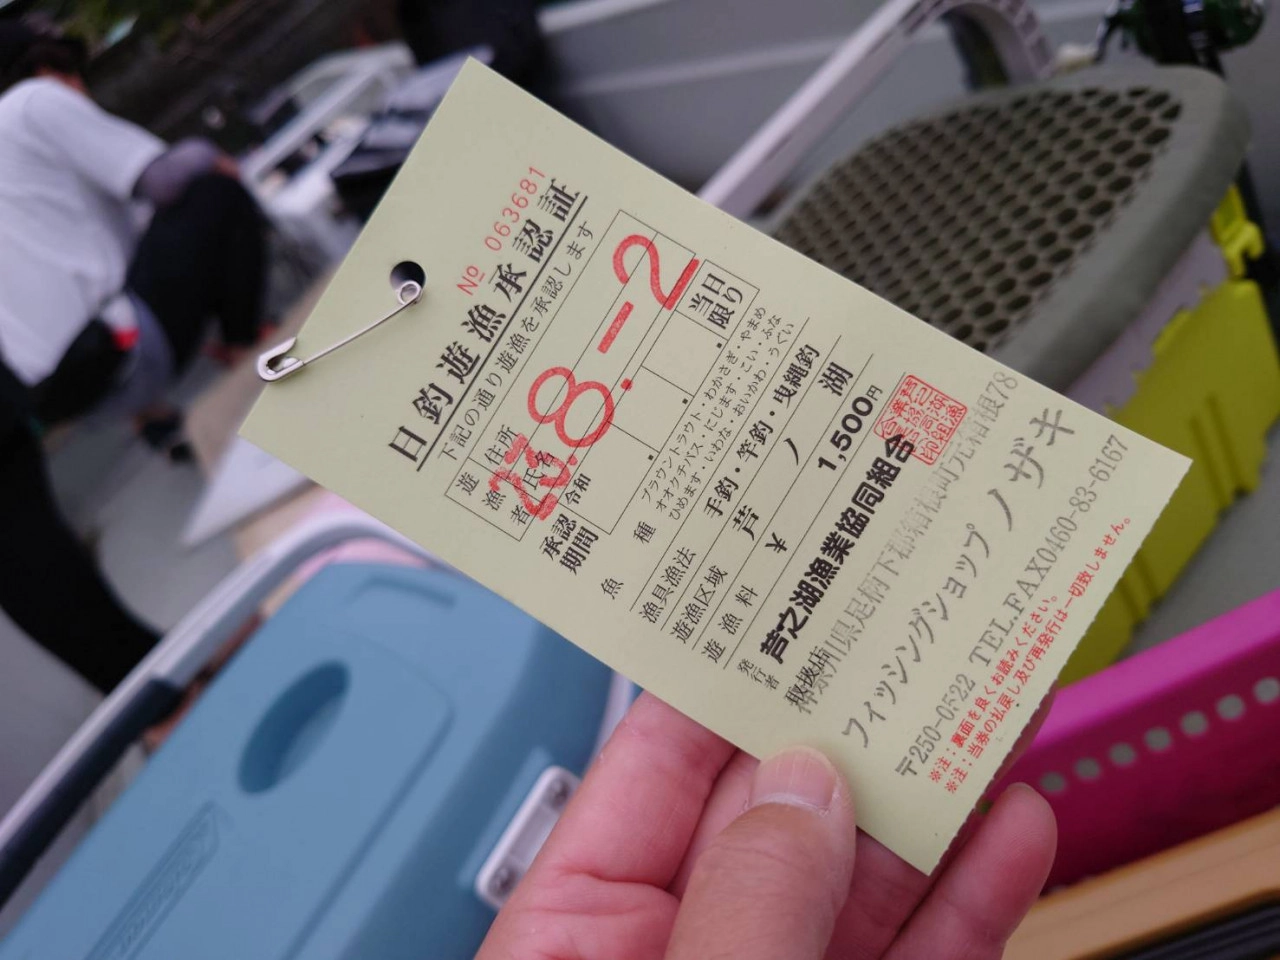 № 063681
日釣遊漁承認証
下記の通り遊漁を承認します
遊漁者
住所
氏名
承認期間
令和
8.-2
当日限り
魚種
ブラウントラウト・わかさぎ・やまめ
オオクチバス・にじます・こい・ふな
ひめます・いわな・おいかわ・うぐい
漁具漁法
手釣・竿釣・曳縄釣
遊漁区域
芦ノ湖
遊漁料
¥1,500円
発行者
芦之湖漁業協同組合
取扱店
神奈川県足柄下郡箱根町元箱根78
フィッシングショップ ノザキ
〒250-0522 TEL.FAX0460-83-6167
※注：裏面を良くお読みください。
※注：当券の払戻し及び再発行は一切致しません。